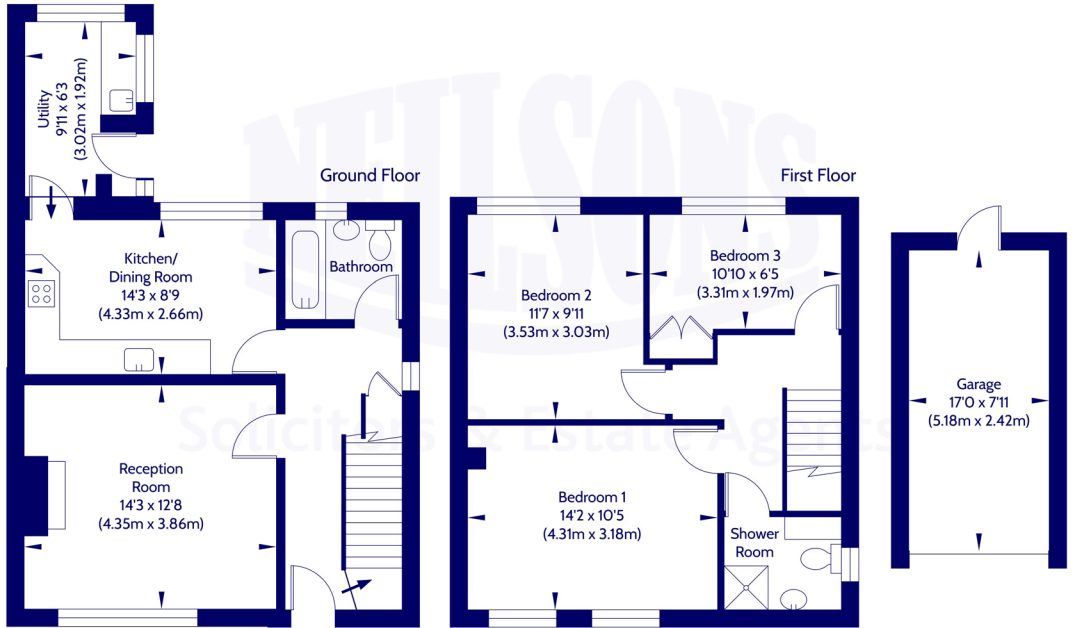 NEILSONS
Solicitors & Estate Agents
Ground Floor
First Floor
Utility
9'11 x 6'3
(3.02m x 1.92m)
Kitchen/
Dining Room
14'3 x 8'9
(4.33m x 2.66m)
Bathroom
Reception
Room
14'3 x 12'8
(4.35m x 3.86m)
Bedroom 2
11'7 x 9'11
(3.53m x 3.03m)
Bedroom 3
10'10 x 6'5
(3.31m x 1.97m)
Bedroom 1
14'2 x 10'5
(4.31m x 3.18m)
Shower
Room
Garage
17'0 x 7'11
(5.18m x 2.42m)